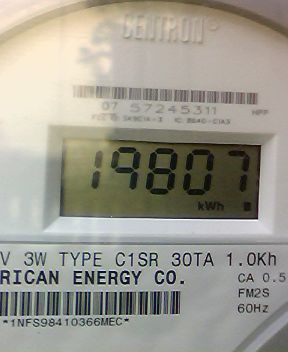 CENTRON®
07 57245311
19807
kWh
V 3W TYPE C1SR 30TA 1.0Kh
RICAN ENERGY CO.
CA 0.5
FM2S
60Hz
*1NFS98410366MEC*